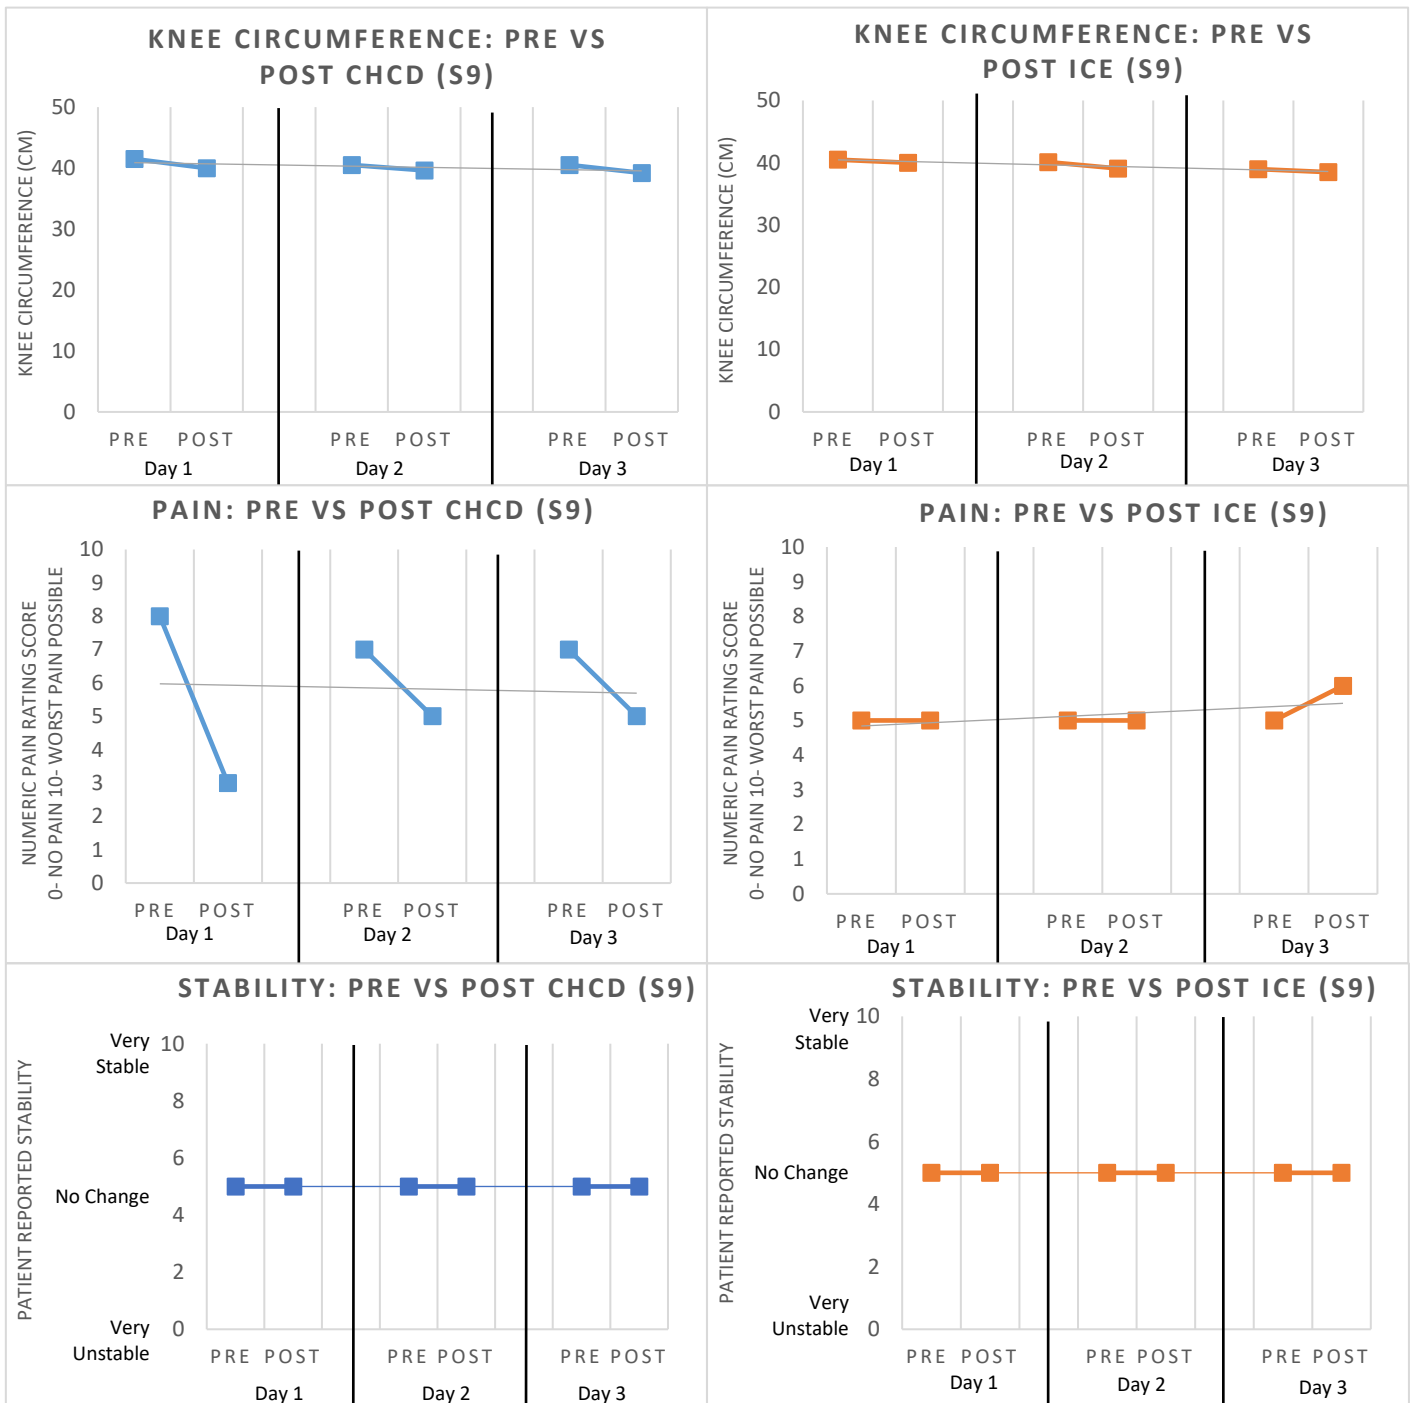 KNEE CIRCUMFERENCE: PRE VS
POST CHCD (S9)
KNEE CIRCUMFERENCE (CM)
50
40
30
20
10
0
PRE POST PRE POST PRE POST
Day 1 Day 2 Day 3
KNEE CIRCUMFERENCE: PRE VS
POST ICE (S9)
KNEE CIRCUMFERENCE (CM)
50
40
30
20
10
0
PRE POST PRE POST PRE POST
Day 1 Day 2 Day 3
PAIN: PRE VS POST CHCD (S9)
NUMERIC PAIN RATING SCORE
0- NO PAIN 10- WORST PAIN POSSIBLE
10
9
8
7
6
5
4
3
2
1
0
PRE POST PRE POST PRE POST
Day 1 Day 2 Day 3
PAIN: PRE VS POST ICE (S9)
NUMERIC PAIN RATING SCORE
0- NO PAIN 10- WORST PAIN POSSIBLE
10
9
8
7
6
5
4
3
2
1
0
PRE POST PRE POST PRE POST
Day 1 Day 2 Day 3
STABILITY: PRE VS POST CHCD (S9)
PATIENT REPORTED STABILITY
Very
Stable
No Change
Very
Unstable
10
8
6
4
2
0
PRE POST PRE POST PRE POST
Day 1 Day 2 Day 3
STABILITY: PRE VS POST ICE (S9)
PATIENT REPORTED STABILITY
Very
Stable
No Change
Very
Unstable
10
8
6
4
2
0
PRE POST PRE POST PRE POST
Day 1 Day 2 Day 3